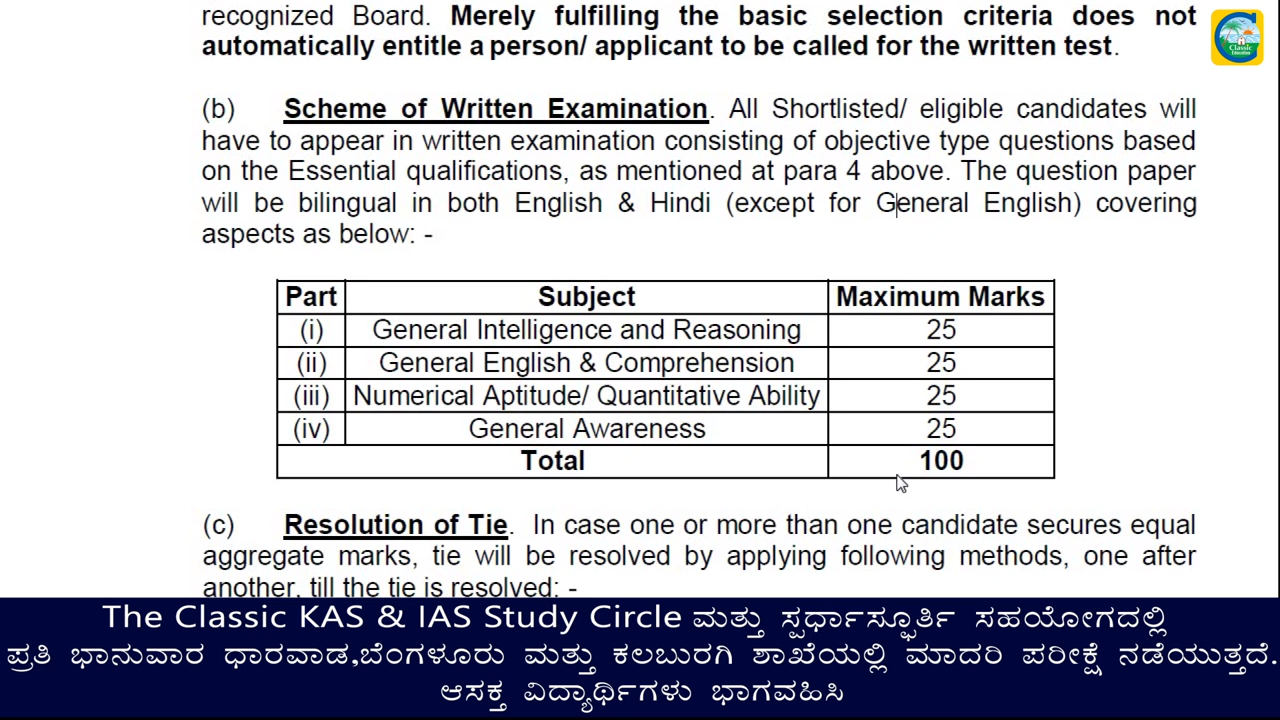 recognized Board. Merely fulfilling the basic selection criteria does not
automatically entitle a person/ applicant to be called for the written test.
Classic
Education
(b) Scheme of Written Examination. All Shortlisted/ eligible candidates will
have to appear in written examination consisting of objective type questions based
on the Essential qualifications, as mentioned at para 4 above. The question paper
will be bilingual in both English & Hindi (except for General English) covering
aspects as below: -
Part Subject Maximum Marks
(i) General Intelligence and Reasoning 25
(ii) General English & Comprehension 25
(iii) Numerical Aptitude/ Quantitative Ability 25
(iv) General Awareness 25
Total 100
(c) Resolution of Tie. In case one or more than one candidate secures equal
aggregate marks, tie will be resolved by applying following methods, one after
another, till the tie is resolved: -
The Classic KAS & IAS Study Circle ಮತ್ತು ಸ್ಪರ್ಧಾಸ್ಫೂರ್ತಿ ಸಹಯೋಗದಲ್ಲಿ
ಪ್ರತಿ ಭಾನುವಾರ ಧಾರವಾಡ,ಬೆಂಗಳೂರು ಮತ್ತು ಕಲಬುರಗಿ ಶಾಖೆಯಲ್ಲಿ ಮಾದರಿ ಪರೀಕ್ಷೆ ನಡೆಯುತ್ತದೆ.
ಆಸಕ್ತ ವಿದ್ಯಾರ್ಥಿಗಳು ಭಾಗವಹಿಸಿ